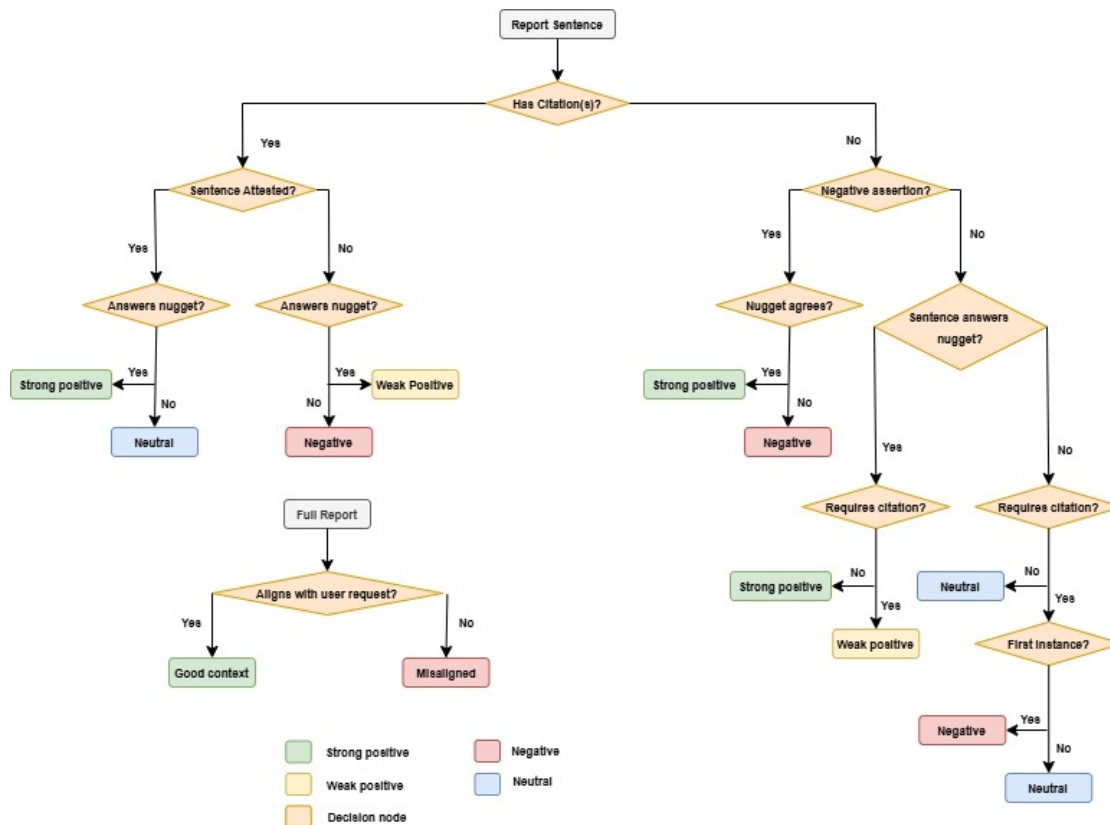 Report Sentence
Has Citation(s)?
Yes
No
Sentence Attested?
Negative assertion?
Yes
No
Yes
No
Answers nugget?
Answers nugget?
Nugget agrees?
Sentence answers
nugget?
Strong positive
Yes
Yes
Weak Positive
Strong positive
Yes
No
No
No
Neutral
Negative
Negative
Yes
No
Full Report
Requires citation?
Requires citation?
Aligns with user request?
Strong positive
No
Neutral
No
Yes
Yes
Yes
No
Weak positive
First Instance?
Good context
Misaligned
Negative
Yes
No
Neutral
Strong positive
Negative
Weak positive
Neutral
Decision node